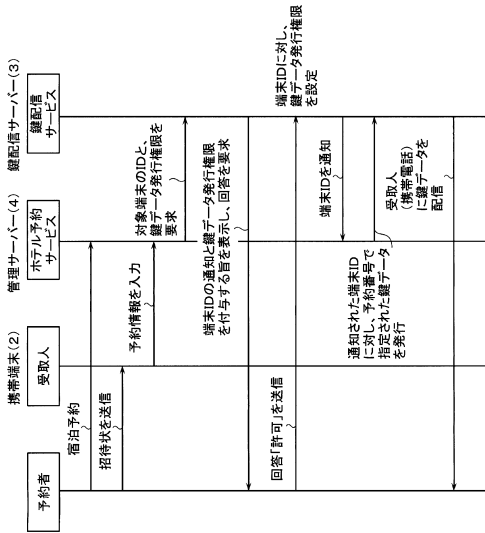 予約者
携帯端末(2)
受取人
管理サーバー(4)
ホテル予約
サービス
鍵配信サーバー(3)
鍵配信
サービス
宿泊予約
招待状を送信
予約情報を入力
対象端末のIDと、
鍵データ発行権限を
要求
端末IDの通知と鍵データ発行権限
を付与する旨を表示し、回答を要求
回答「許可」を送信
端末IDに対し、
鍵データ発行権限
を設定
端末IDを通知
通知された端末ID
に対し、予約番号で
指定された鍵データ
を発行
受取人
(携帯電話)
に鍵データを
配信